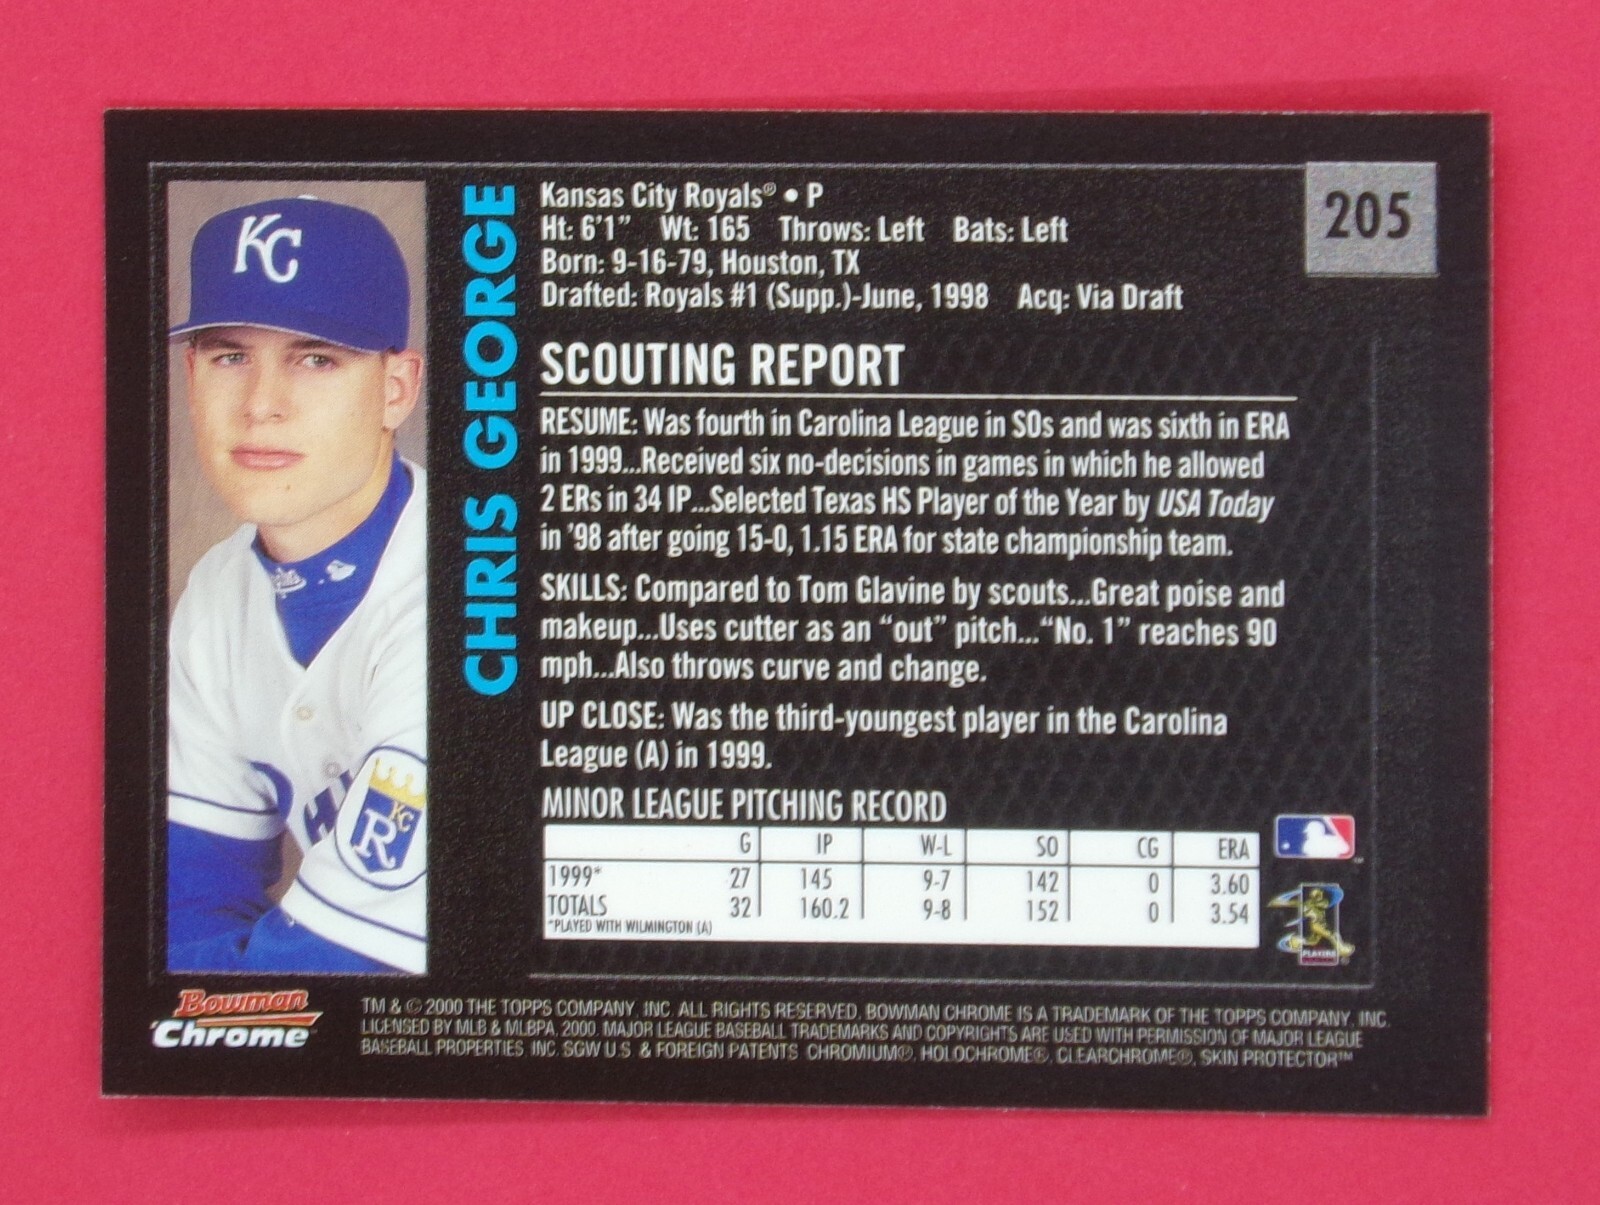 KC
CHRIS GEORGE
Kansas City Royals® • P
205
Ht: 6'1" Wt: 165 Throws: Left Bats: Left
Born: 9-16-79, Houston, TX
Drafted: Royals #1 (Supp.)-June, 1998 Acq: Via Draft
SCOUTING REPORT
RESUME: Was fourth in Carolina League in SOs and was sixth in ERA
in 1999...Received six no-decisions in games in which he allowed
2 ERs in 34 IP...Selected Texas HS Player of the Year by USA Today
in '98 after going 15-0, 1.15 ERA for state championship team.
SKILLS: Compared to Tom Glavine by scouts...Great poise and
makeup...Uses cutter as an "out" pitch..."No. 1" reaches 90
mph...Also throws curve and change.
UP CLOSE: Was the third-youngest player in the Carolina
League (A) in 1999.
MINOR LEAGUE PITCHING RECORD
G IP W-L SO CG ERA
1999* 27 145 9-7 142 0 3.60
TOTALS 32 160.2 9-8 152 0 3.54
*PLAYED WITH WILMINGTON (A)
KC
R
PLAYERS
Bowman
Chrome
TM & © 2000 THE TOPPS COMPANY, INC. ALL RIGHTS RESERVED. BOWMAN CHROME IS A TRADEMARK OF THE TOPPS COMPANY, INC.
LICENSED BY MLB & MLBPA, 2000. MAJOR LEAGUE BASEBALL TRADEMARKS AND COPYRIGHTS ARE USED WITH PERMISSION OF MAJOR LEAGUE
BASEBALL PROPERTIES, INC. SGW U.S. & FOREIGN PATENTS CHROMIUM®, HOLOCHROME®, CLEARCHROME®, SKIN PROTECTOR™